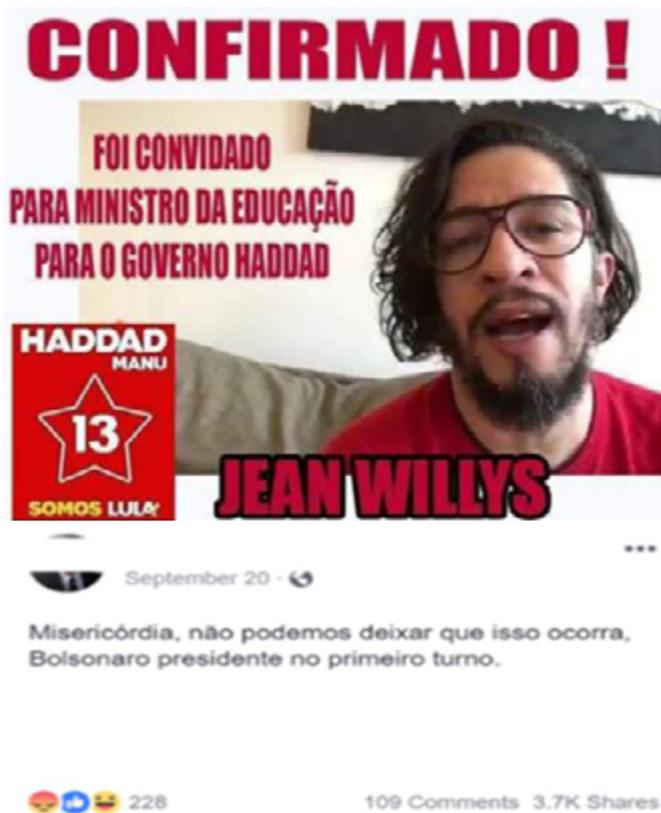 CONFIRMADO !
FOI CONVIDADO
PARA MINISTRO DA EDUCAÇÃO
PARA O GOVERNO HADDAD
HADDAD
MANU
13
SOMOS LULA
JEAN WILLYS
September 20 ·
Misericórdia, não podemos deixar que isso ocorra,
Bolsonaro presidente no primeiro turno.
228
109 Comments 3.7K Shares